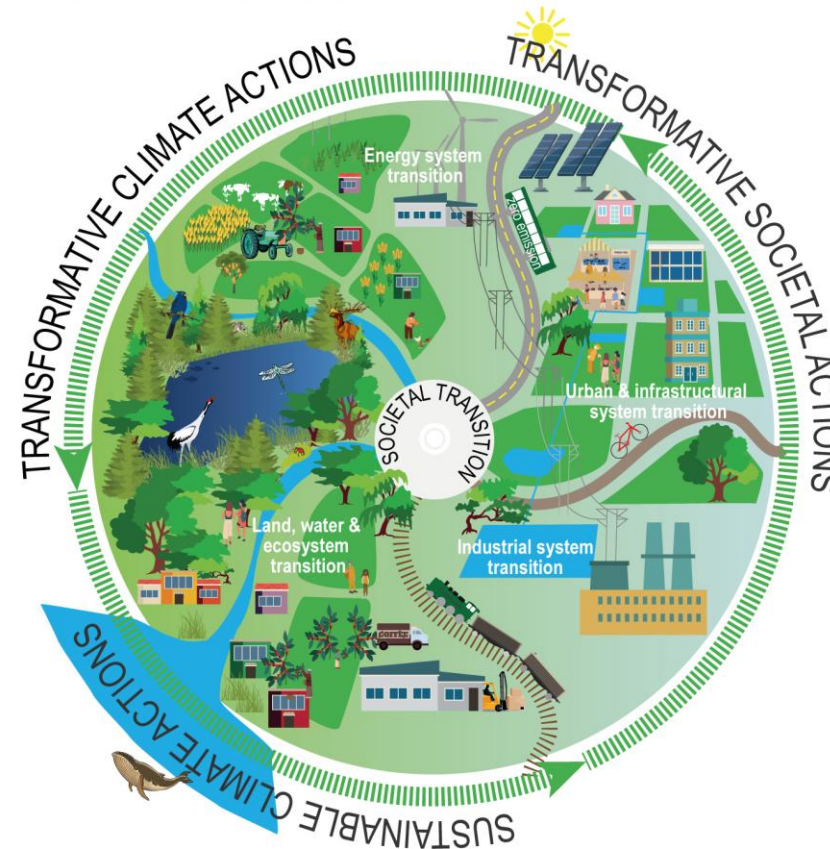 TRANSFORMATIVE CLIMATE ACTIONS
TRANSFORMATIVE SOCIETAL ACTIONS
Energy system
transition
Zero emission
Urban & infrastructural
system transition
SOCIETAL TRANSITION
Land, water &
ecosystem
transition
Industrial system
transition
SUSTAINABLE CLIMATE ACTIONS